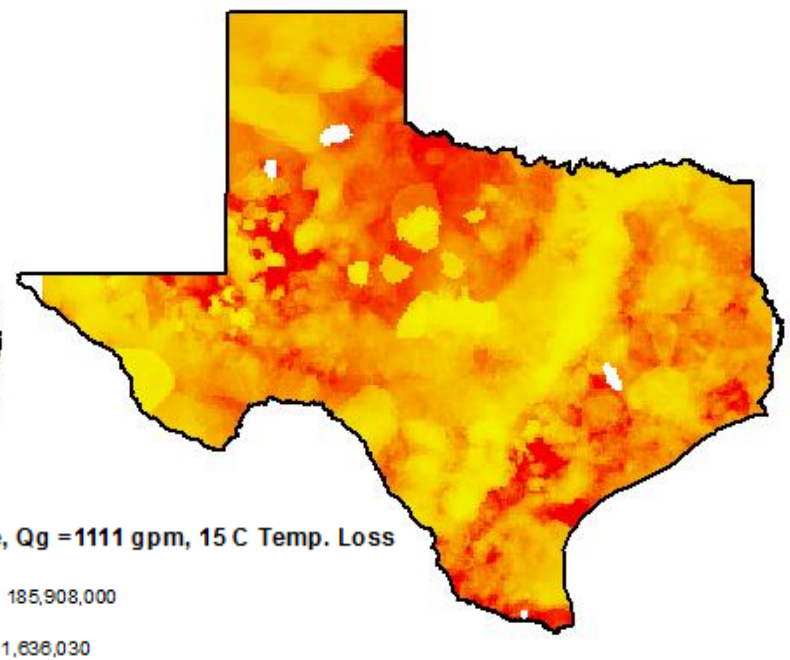 , Qg =1111 gpm, 15 C Temp. Loss
185,908,000
1,636,030